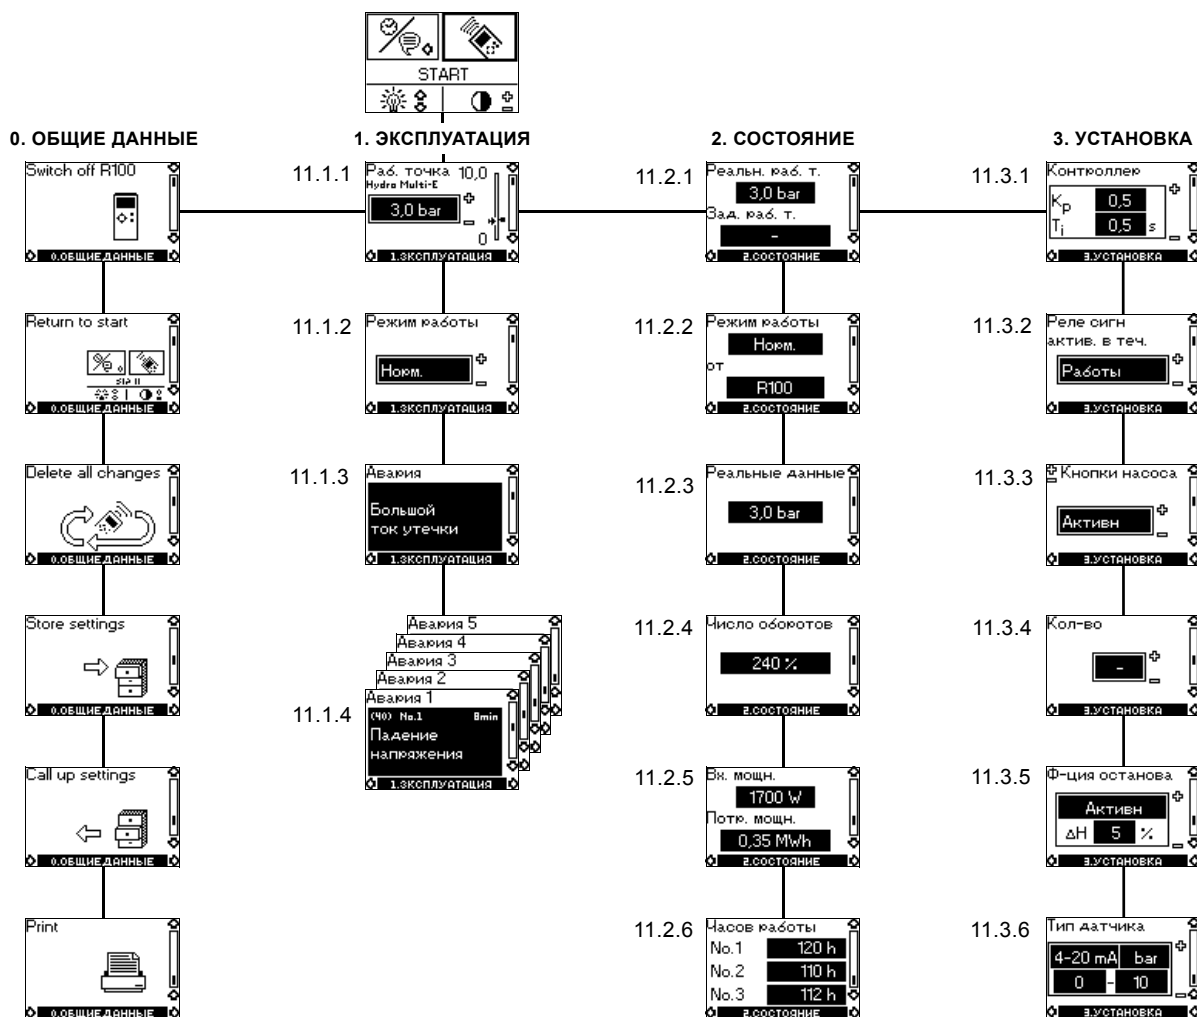 START
0. ОБЩИЕ ДАННЫЕ
1. ЭКСПЛУАТАЦИЯ
2. СОСТОЯНИЕ
3. УСТАНОВКА
Switch off R100
0.ОБЩИЕ ДАННЫЕ
11.1.1
Раб. точка 10,0
Hydro Multi-E
3,0 bar
0
1.ЭКСПЛУАТАЦИЯ
11.2.1
Реальн. раб. т.
3,0 bar
Зад. раб. т.
-
2.СОСТОЯНИЕ
11.3.1
Контроллер
Kp 0,5
Ti 0,5 s
3.УСТАНОВКА
Return to start
START
0.ОБЩИЕ ДАННЫЕ
11.1.2
Режим работы
Норм.
1.ЭКСПЛУАТАЦИЯ
11.2.2
Режим работы
Норм.
от
R100
2.СОСТОЯНИЕ
11.3.2
Реле сигн
актив. в теч.
Работы
3.УСТАНОВКА
Delete all changes
0.ОБЩИЕ ДАННЫЕ
11.1.3
Авария
Большой
ток утечки
1.ЭКСПЛУАТАЦИЯ
11.2.3
Реальные данные
3,0 bar
2.СОСТОЯНИЕ
11.3.3
Кнопки насоса
Активн
3.УСТАНОВКА
Store settings
0.ОБЩИЕ ДАННЫЕ
11.1.4
Авария 5
Авария 4
Авария 3
Авария 2
Авария 1
(40) No.1 8min
Падение
напряжения
1.ЭКСПЛУАТАЦИЯ
11.2.4
Число оборотов
240 %
2.СОСТОЯНИЕ
11.3.4
Кол-во
-
3.УСТАНОВКА
Call up settings
0.ОБЩИЕ ДАННЫЕ
11.2.5
Вх. мощн.
1700 W
Потр. мощн.
0,35 MWh
2.СОСТОЯНИЕ
11.3.5
Ф-ция останова
Активн
ΔH 5 %
3.УСТАНОВКА
Print
0.ОБЩИЕ ДАННЫЕ
11.2.6
Часов работы
No.1 120 h
No.2 110 h
No.3 112 h
2.СОСТОЯНИЕ
11.3.6
Тип датчика
4-20 mA bar
0 - 10
3.УСТАНОВКА